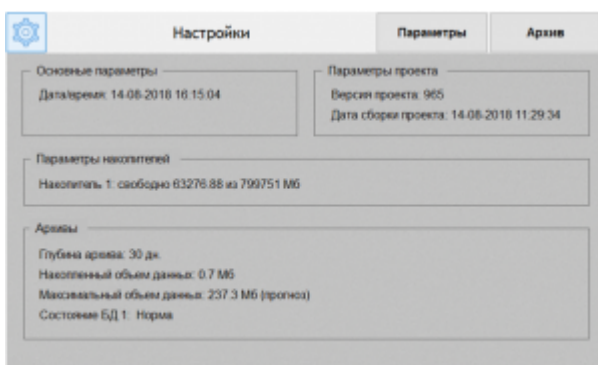 Настройки
Параметры
Архив
Основные параметры
Дата/время: 14-08-2018 16:15:04
Параметры проекта
Версия проекта: 965
Дата сборки проекта: 14-08-2018 11:29:34
Параметры накопителей
Накопитель 1: свободно 63276.88 из 799751 Мб
Архивы
Глубина архива: 30 дн.
Накопленный объем данных: 0.7 Мб
Максимальный объем данных: 237.3 Мб (прогноз)
Состояние БД 1: Норма